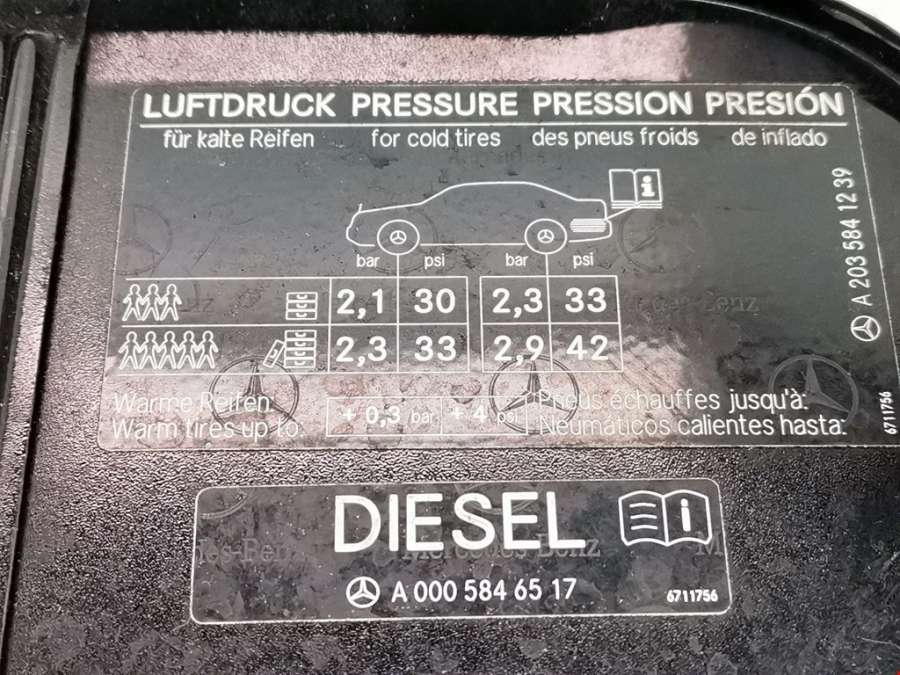 LUFTDRUCK PRESSURE PRESSION PRESIÓN
für kalte Reifen for cold tires des pneus froids de inflado
i
bar psi bar psi
2,1 30 2,3 33
2,3 33 2,9 42
Warme Reifen: Pneus échauffes jusqu'à:
Warm tires up to: + 0,3 bar + 4 psi Neumáticos calientes hasta:
A 203 584 12 39
6711756
DIESEL i
Mercedes-Benz
A 000 584 65 17
6711756